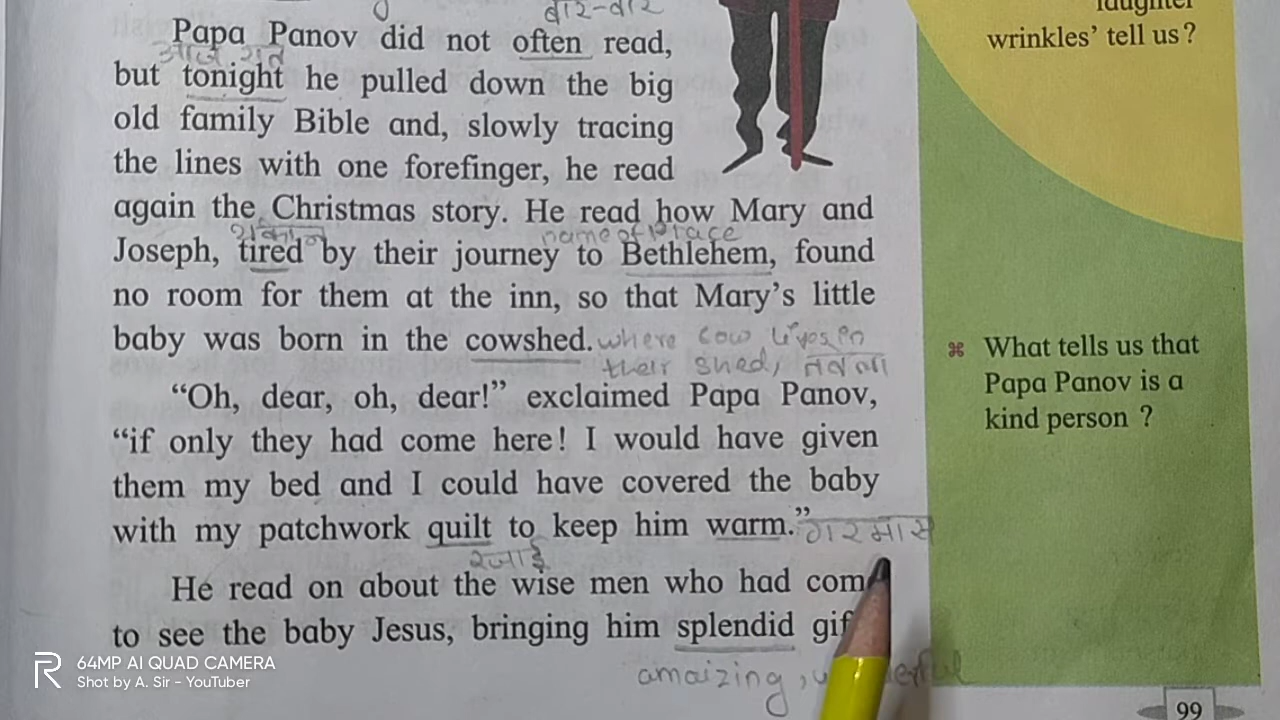 बार-बार
Papa Panov did not often read,
आज रात
but tonight he pulled down the big
old family Bible and, slowly tracing
the lines with one forefinger, he read
again the Christmas story. He read how Mary and
name of Place
Joseph, tired by their journey to Bethlehem, found
no room for them at the inn, so that Mary's little
baby was born in the cowshed. where cow
their shed,
"Oh, dear, oh, dear!" exclaimed Papa Panov,
"if only they had come here! I would have given
them my bed and I could have covered the baby
with my patchwork quilt to keep him warm."
रजाई
He read on about the wise men who had com
to see the baby Jesus, bringing him splendid gif
amaizing,
laughter
wrinkles' tell us?
⌘ What tells us that
Papa Panov is a
kind person ?
99
R 64MP AI QUAD CAMERA
Shot by A. Sir - YouTuber